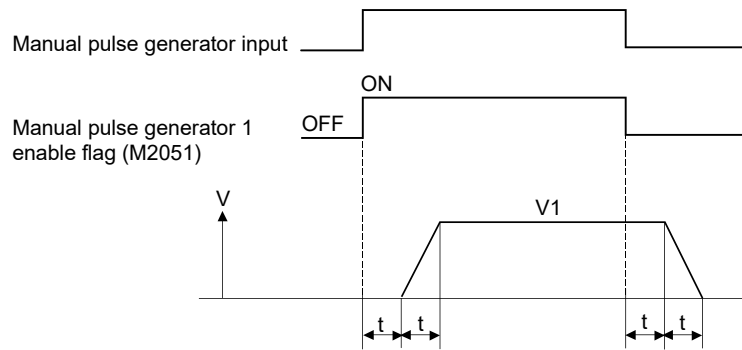 Manual pulse generator input
ON
OFF
Manual pulse generator 1
enable flag (M2051)
V
V1
t t t t